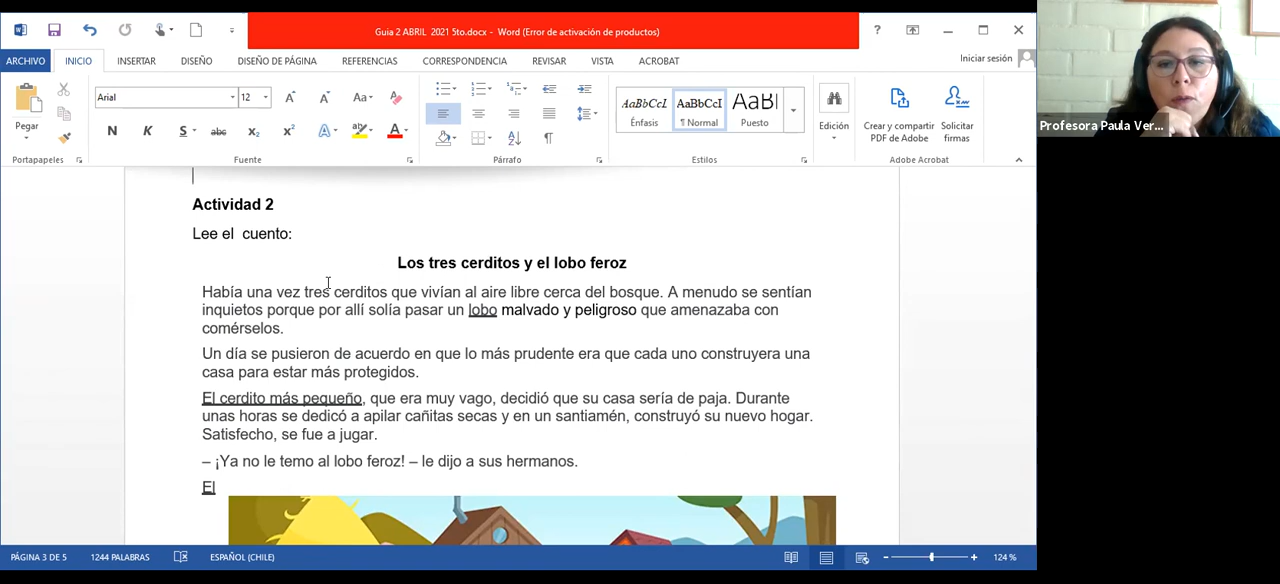 Guia 2 ABRIL 2021 5to.docx - Word (Error de activación de productos)
?
ARCHIVO INICIO INSERTAR DISEÑO DISEÑO DE PÁGINA REFERENCIAS CORRESPONDENCIA REVISAR VISTA ACROBAT
Iniciar sesión
Arial 12
Aa
N K S abc X₂ X² A A
AaBbCcL AaBbCcI AaBl
Énfasis ¶ Normal Puesto
Pegar
Edición
Crear y compartir PDF de Adobe
Solicitar firmas
Portapapeles Fuente Párrafo Estilos Adobe Acrobat
Profesora Paula Ver...
Actividad 2
Lee el cuento:
Los tres cerditos y el lobo feroz
Había una vez tres cerditos que vivían al aire libre cerca del bosque. A menudo se sentían
inquietos porque por allí solía pasar un lobo malvado y peligroso que amenazaba con
comérselos.
Un día se pusieron de acuerdo en que lo más prudente era que cada uno construyera una
casa para estar más protegidos.
El cerdito más pequeño, que era muy vago, decidió que su casa sería de paja. Durante
unas horas se dedicó a apilar cañitas secas y en un santiamén, construyó su nuevo hogar.
Satisfecho, se fue a jugar.
– ¡Ya no le temo al lobo feroz! – le dijo a sus hermanos.
El
PÁGINA 3 DE 5 1244 PALABRAS ESPAÑOL (CHILE) 124 %